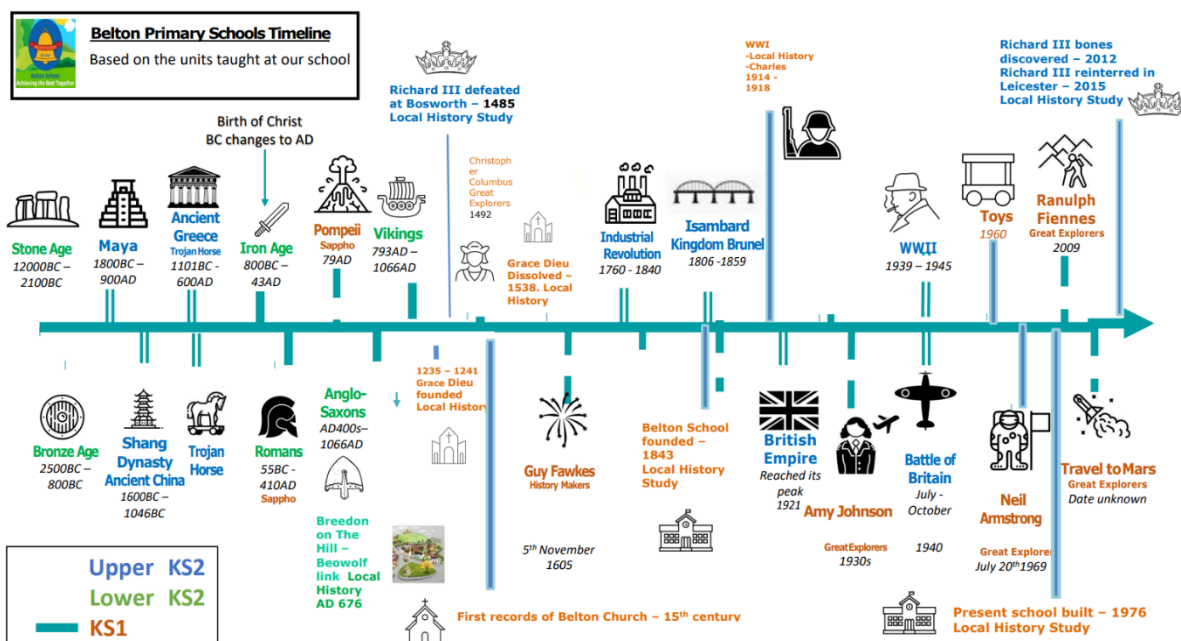 Belton Primary Schools Timeline
Based on the units taught at our school
Belton School
Achieving the Best Together
Birth of Christ
BC changes to AD
Richard III defeated
at Bosworth – 1485
Local History Study
WWI
-Local History
-Charles
1914 -
1918
Richard III bones
discovered – 2012
Richard III reinterred in
Leicester – 2015
Local History Study
Stone Age
12000BC –
2100BC
Maya
1800BC –
900AD
Ancient
Greece
Trojan Horse
1101BC -
600AD
Iron Age
800BC –
43AD
Pompeii
Sappho
79AD
Vikings
793AD –
1066AD
Christoph
er
Columbus
Great
Explorers
1492
Grace Dieu
Dissolved –
1538. Local
History
Industrial
Revolution
1760 - 1840
Isambard
Kingdom Brunel
1806 -1859
WWII
1939 – 1945
Toys
1960
Ranulph
Fiennes
Great Explorers
2009
Bronze Age
2500BC –
800BC
Shang
Dynasty
Ancient China
1600BC –
1046BC
Trojan
Horse
Romans
55BC -
410AD
Sappho
Anglo-
Saxons
AD400s–
1066AD
Breedon
on The
Hill –
Beowolf
link Local
History
AD 676
1235 – 1241
Grace Dieu
founded
Local History
First records of Belton Church – 15th century
Guy Fawkes
History Makers
5th November
1605
Belton School
founded –
1843
Local History
Study
British
Empire
Reached its
peak
1921
Amy Johnson
Great Explorers
1930s
Battle of
Britain
July -
October
1940
Neil
Armstrong
Great Explorer
July 20th 1969
Travel to Mars
Great Explorers
Date unknown
Present school built – 1976
Local History Study
Upper KS2
Lower KS2
KS1